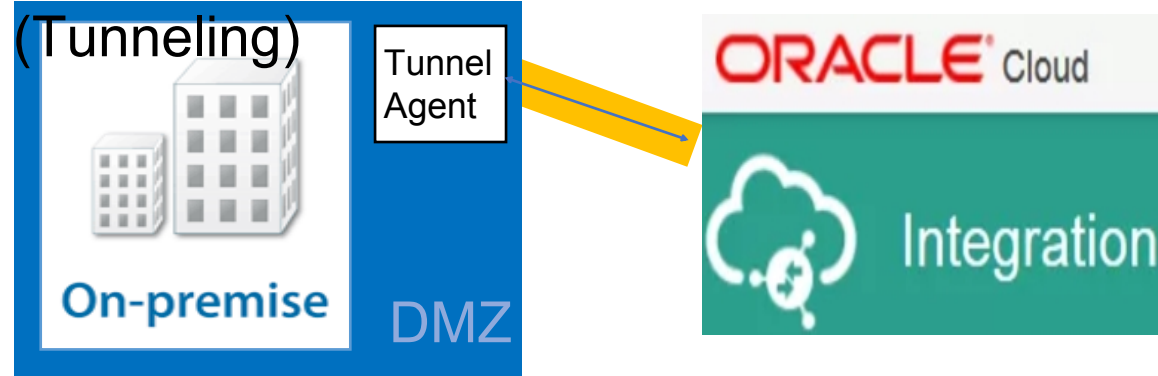 (Tunneling)
Tunnel
Agent
On-premise
DMZ
ORACLE Cloud
Integration